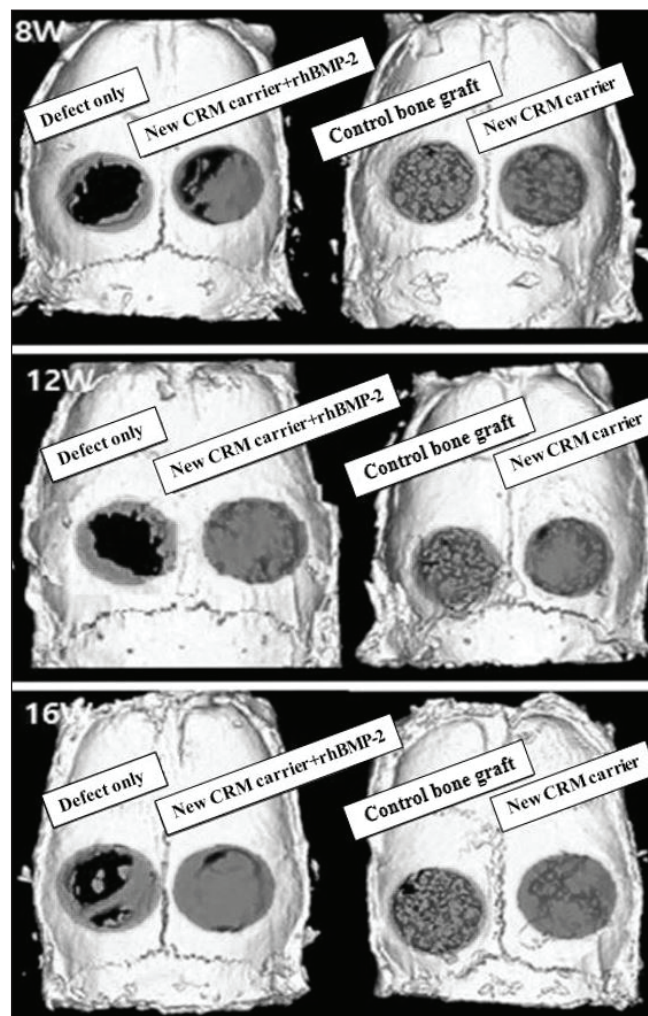 8W
Defect only
New CRM carrier+rhBMP-2
Control bone graft
New CRM carrier
12W
Defect only
New CRM carrier+rhBMP-2
Control bone graft
New CRM carrier
16W
Defect only
New CRM carrier+rhBMP-2
Control bone graft
New CRM carrier